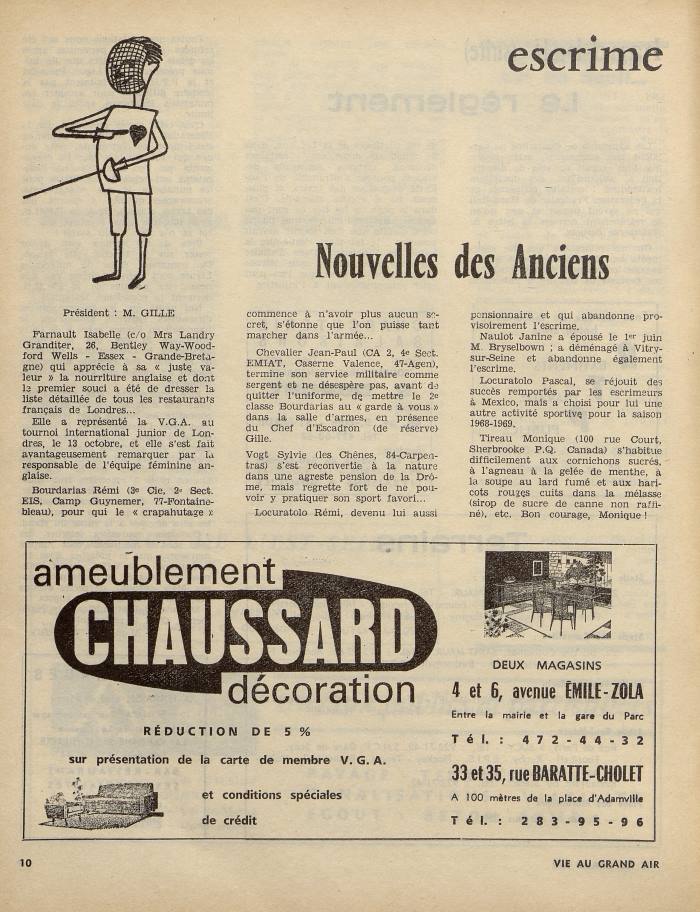 escrime
Nouvelles des Anciens
Président : M. GILLE
Farnault Isabelle (c/o Mrs Landry
Granditer, 26, Bentley Way-Wood-
ford Wells - Essex - Grande-Breta-
gne) qui apprécie à sa « juste va-
leur » la nourriture anglaise et dont
le premier souci a été de dresser la
liste détaillée de tous les restaurants
français de Londres...
Elle a représenté la V.G.A. au
tournoi international junior de Lon-
dres, le 13 octobre, et elle s'est fait
avantageusement remarquer par la
responsable de l'équipe féminine an-
glaise.
Bourdarias Rémi (3e Cie, 2e Sect.
EIS, Camp Guynemer, 77-Fontaine-
bleau), pour qui le « crapahutage »
commence à n'avoir plus aucun se-
cret, s'étonne que l'on puisse tant
marcher dans l'armée...
Chevalier Jean-Paul (CA 2, 4e Sect.
EMIAT, Caserne Valence, 47-Agen),
termine son service militaire comme
sergent et ne désespère pas, avant de
quitter l'uniforme, de mettre le 2e
classe Bourdarias au « garde à vous »
dans la salle d'armes, en présence
du Chef d'Escadron (de réserve)
Gille.
Vogt Sylvie (les Chênes, 84-Carpen-
tras) s'est reconvertie à la nature
dans une agreste pension de la Drô-
me, mais regrette fort de ne pou-
voir y pratiquer son sport favori...
Locuratolo Rémi, devenu lui aussi
pensionnaire et qui abandonne pro-
visoirement l'escrime.
Naulot Janine a épousé le 1er juin
M. Bryselbown ; a déménagé à Vitry-
sur-Seine et abandonne également
l'escrime.
Locuratolo Pascal, se réjouit des
succès remportés par les escrimeurs
à Mexico, mais a choisi pour lui une
autre activité sportive pour la saison
1968-1969.
Tireau Monique (100 rue Court,
Sherbrooke P.Q. Canada) s'habitue
difficilement aux cornichons sucrés,
à l'agneau à la gelée de menthe, à
la soupe au lard fumé et aux hari-
cots rouges cuits dans la mélasse
(sirop de sucre de canne non raffi-
né), etc. Bon courage, Monique !
ameublement
CHAUSSARD
décoration
RÉDUCTION DE 5 %
sur présentation de la carte de membre V.G.A.
et conditions spéciales
de crédit
DEUX MAGASINS
4 et 6, avenue ÉMILE-ZOLA
Entre la mairie et la gare du Parc
Tél. : 472-44-32
33 et 35, rue BARATTE-CHOLET
A 100 mètres de la place d'Adamville
Tél. : 283-95-96
10
VIE AU GRAND AIR